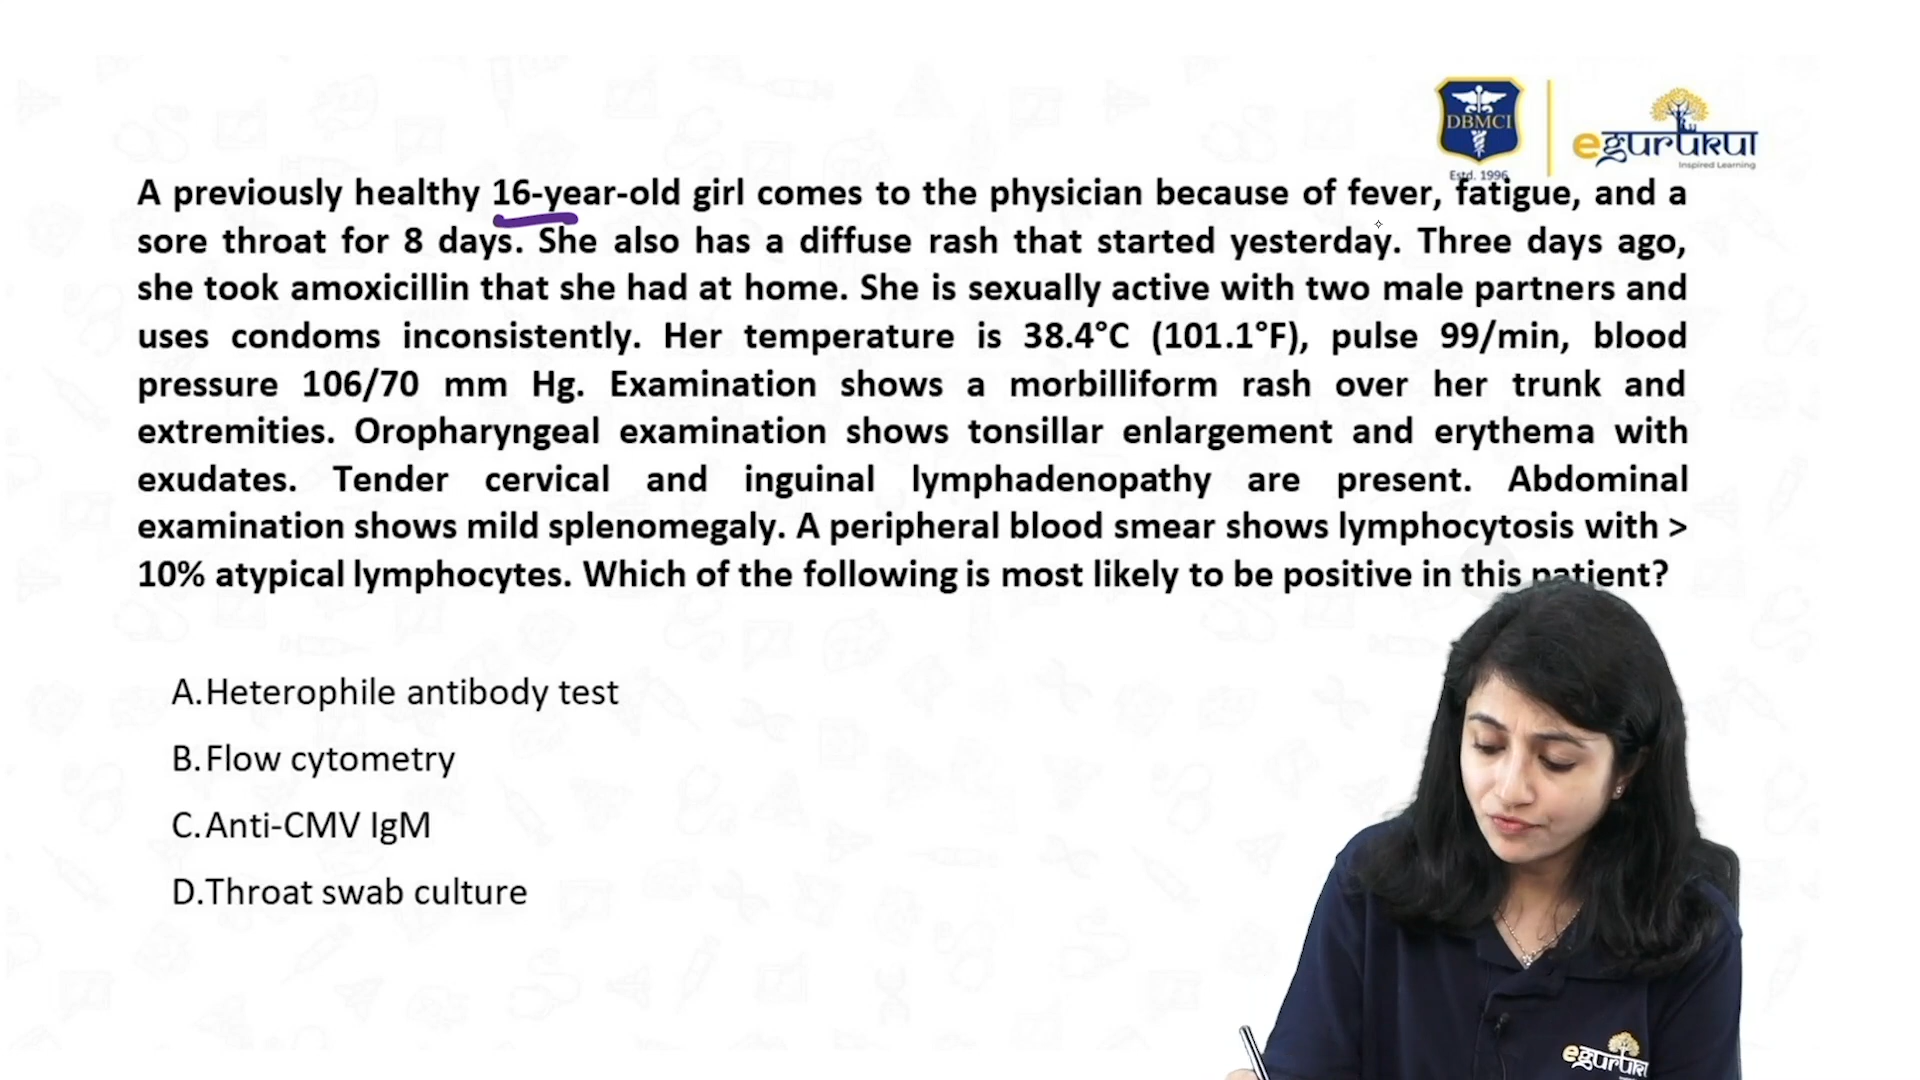 DBMCI
Estd. 1996
egurukul
Inspired Learning
A previously healthy 16-year-old girl comes to the physician because of fever, fatigue, and a
sore throat for 8 days. She also has a diffuse rash that started yesterday. Three days ago,
she took amoxicillin that she had at home. She is sexually active with two male partners and
uses condoms inconsistently. Her temperature is 38.4°C (101.1°F), pulse 99/min, blood
pressure 106/70 mm Hg. Examination shows a morbilliform rash over her trunk and
extremities. Oropharyngeal examination shows tonsillar enlargement and erythema with
exudates. Tender cervical and inguinal lymphadenopathy are present. Abdominal
examination shows mild splenomegaly. A peripheral blood smear shows lymphocytosis with >
10% atypical lymphocytes. Which of the following is most likely to be positive in this patient?
A.Heterophile antibody test
B.Flow cytometry
C.Anti-CMV IgM
D.Throat swab culture
egurukul